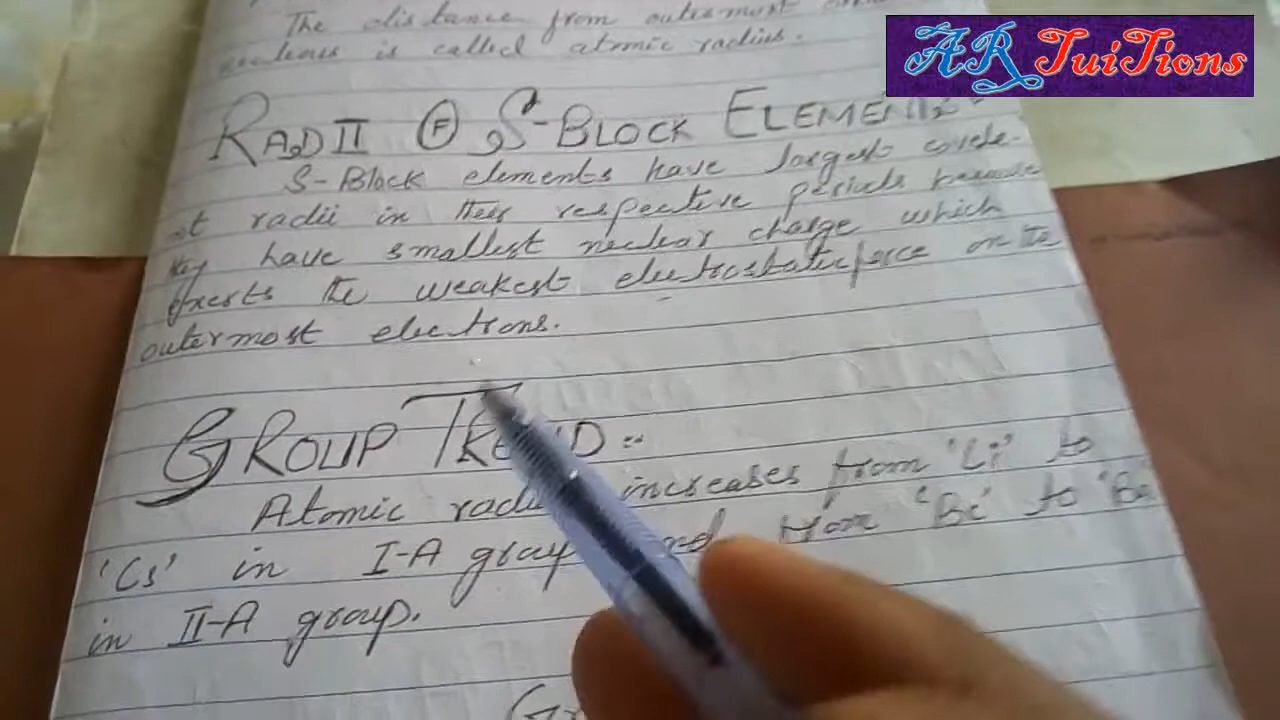 The distance from outermost
nucleus is called atomic radius.
AR TuiTions
RADII OF S-BLOCK ELEMENTS
S-Block elements have largest covele-
nt radii in their respective periods because
they have smallest nuclear charge which
exerts the weakest electrostatic force on the
outermost electrons.
GROUP TREND :-
Atomic radii increases from 'Li' to
'Cs' in I-A group and from 'Be' to 'Ba'
in II-A group.